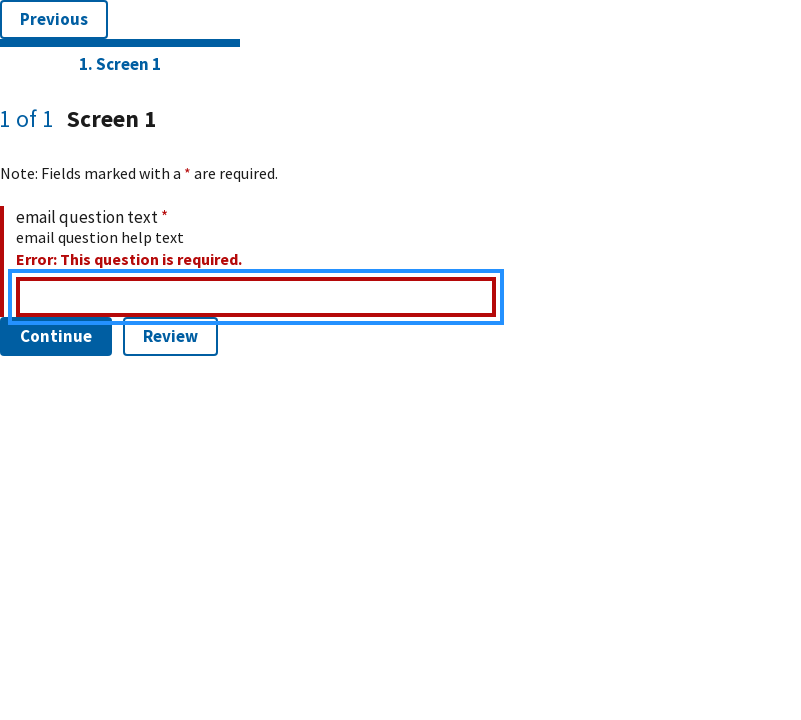 Previous
1. Screen 1
1 of 1 Screen 1
Note: Fields marked with a * are required.
email question text *
email question help text
Error: This question is required.
Continue Review